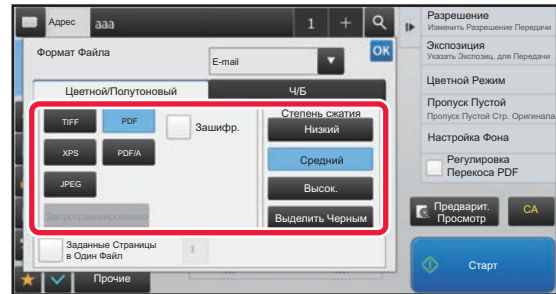 Адрес
aaa
1
Формат Файла
E-mail
OK
Цветной/Полутоновый
Ч/Б
TIFF
PDF
Зашифр.
XPS
PDF/A
JPEG
Запрограммированно
Степень сжатия
Низкий
Средний
Высок.
Выделить Черным
Заданные Страницы
в Один Файл
1
Прочие
Разрешение
Изменить Разрешение Передачи
Экспозиция
Указать Экспозиц. для Передачи
Цветной Режим
Пропуск Пустой
Пропуск Пустой Стр. Оригинала
Настройка Фона
Регулировка
Перекоса PDF
Предварит.
Просмотр
CA
Старт